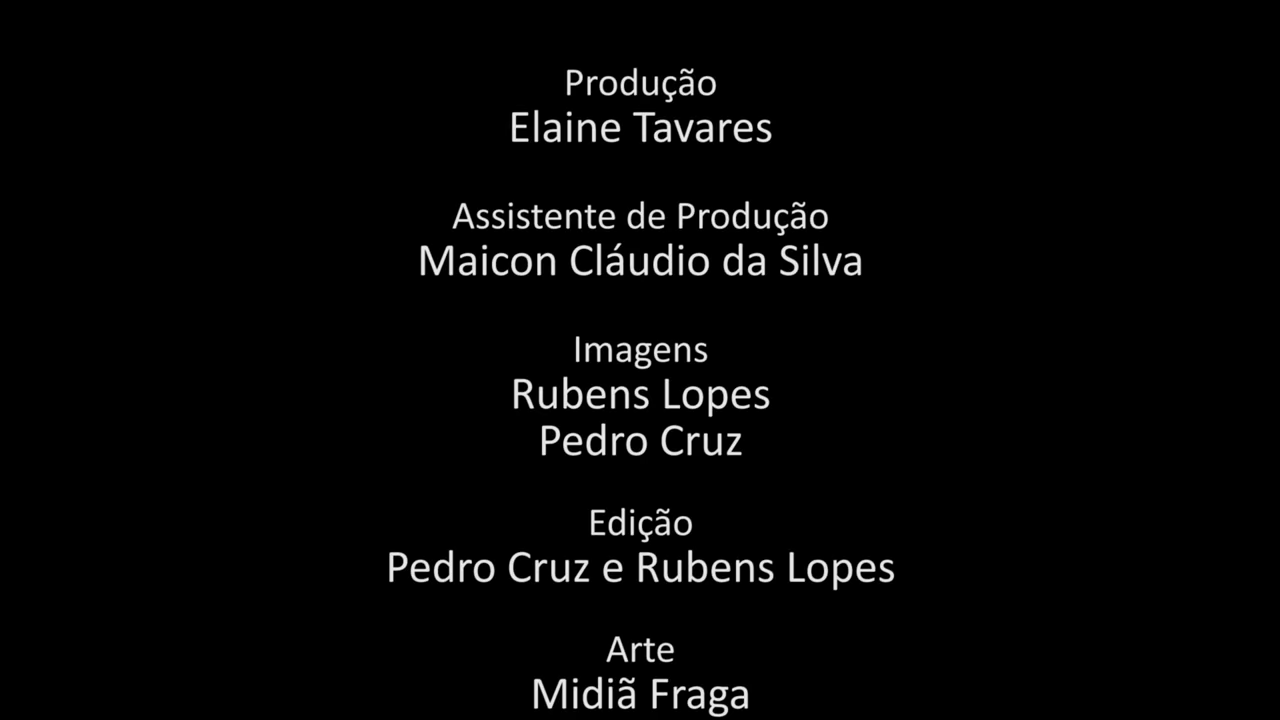 Produção
Elaine Tavares
Assistente de Produção
Maicon Cláudio da Silva
Imagens
Rubens Lopes
Pedro Cruz
Edição
Pedro Cruz e Rubens Lopes
Arte
Midiã Fraga